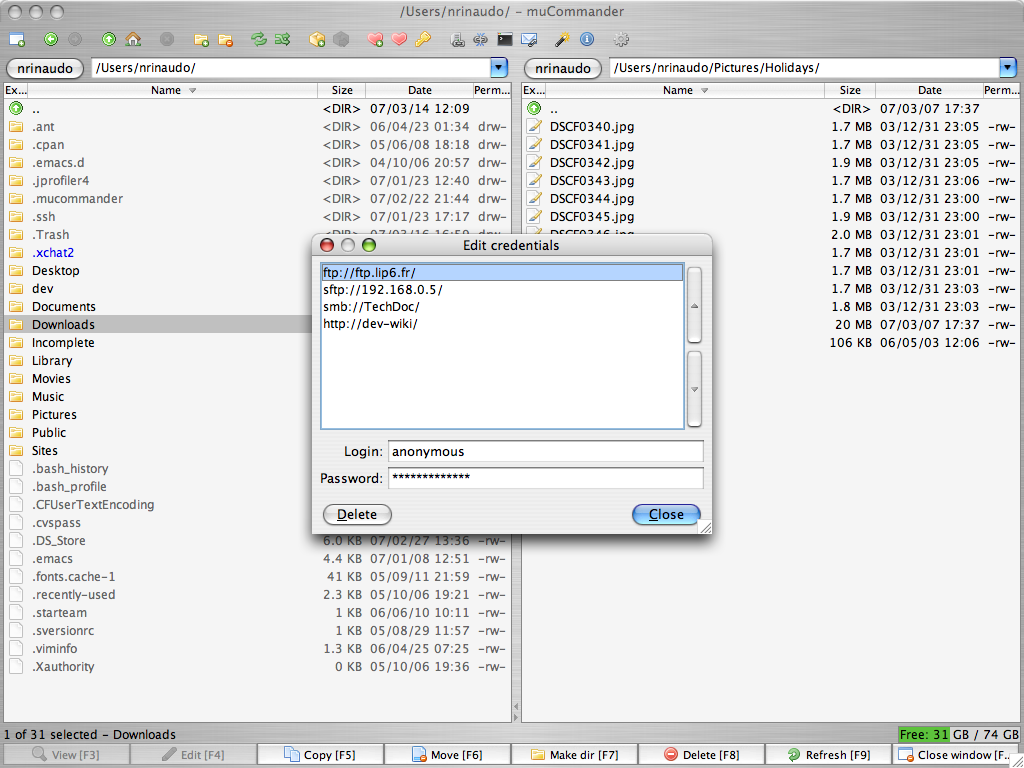 /Users/nrinaudo/ – muCommander
nrinaudo /Users/nrinaudo/ nrinaudo /Users/nrinaudo/Pictures/Holidays/
Ex... Name Size Date Perm... Ex... Name Size Date Perm...
.. <DIR> 07/03/14 12:09 .. <DIR> 07/03/07 17:37
.ant <DIR> 06/04/23 01:34 drw- DSCF0340.jpg 1.7 MB 03/12/31 23:05 -rw-
.cpan <DIR> 05/06/08 18:18 drw- DSCF0341.jpg 1.7 MB 03/12/31 23:05 -rw-
.emacs.d <DIR> 04/10/06 20:57 drw- DSCF0342.jpg 1.9 MB 03/12/31 23:05 -rw-
.jprofiler4 <DIR> 07/01/23 12:40 drw- DSCF0343.jpg 1.7 MB 03/12/31 23:06 -rw-
.mucommander <DIR> 07/02/22 21:44 drw- DSCF0344.jpg 1.7 MB 03/12/31 23:00 -rw-
.ssh <DIR> 07/01/23 17:17 drw- DSCF0345.jpg 1.9 MB 03/12/31 23:00 -rw-
.Trash <DIR> 07/03/16 16:59 drw- DSCF0346.jpg 2.0 MB 03/12/31 23:01 -rw-
Edit credentials
.xchat2 1.7 MB 03/12/31 23:01 -rw-
Desktop ftp://ftp.lip6.fr/ 1.7 MB 03/12/31 23:01 -rw-
dev sftp://192.168.0.5/ 1.7 MB 03/12/31 23:03 -rw-
Documents smb://TechDoc/ 1.8 MB 03/12/31 23:03 -rw-
Downloads http://dev-wiki/ 20 MB 07/03/07 17:37 -rw-
Incomplete 106 KB 06/05/03 12:06 -rw-
Library
Movies
Music
Pictures
Public
Sites Login: anonymous
.bash_history
Password: *************
.bash_profile
.CFUserTextEncoding
Delete Close
.cvspass
.DS_Store 6.0 KB 07/02/27 13:36 -rw-
.emacs 4.4 KB 07/01/08 12:51 -rw-
.fonts.cache-1 41 KB 05/09/11 21:59 -rw-
.recently-used 2.3 KB 05/10/06 19:21 -rw-
.starteam 1 KB 06/06/10 10:11 -rw-
.sversionrc 1 KB 05/08/29 11:57 -rw-
.viminfo 1.3 KB 06/04/25 07:25 -rw-
.Xauthority 0 KB 05/10/06 19:36 -rw-
1 of 31 selected – Downloads Free: 31 GB / 74 GB
View [F3] Edit [F4] Copy [F5] Move [F6] Make dir [F7] Delete [F8] Refresh [F9] Close window [F...